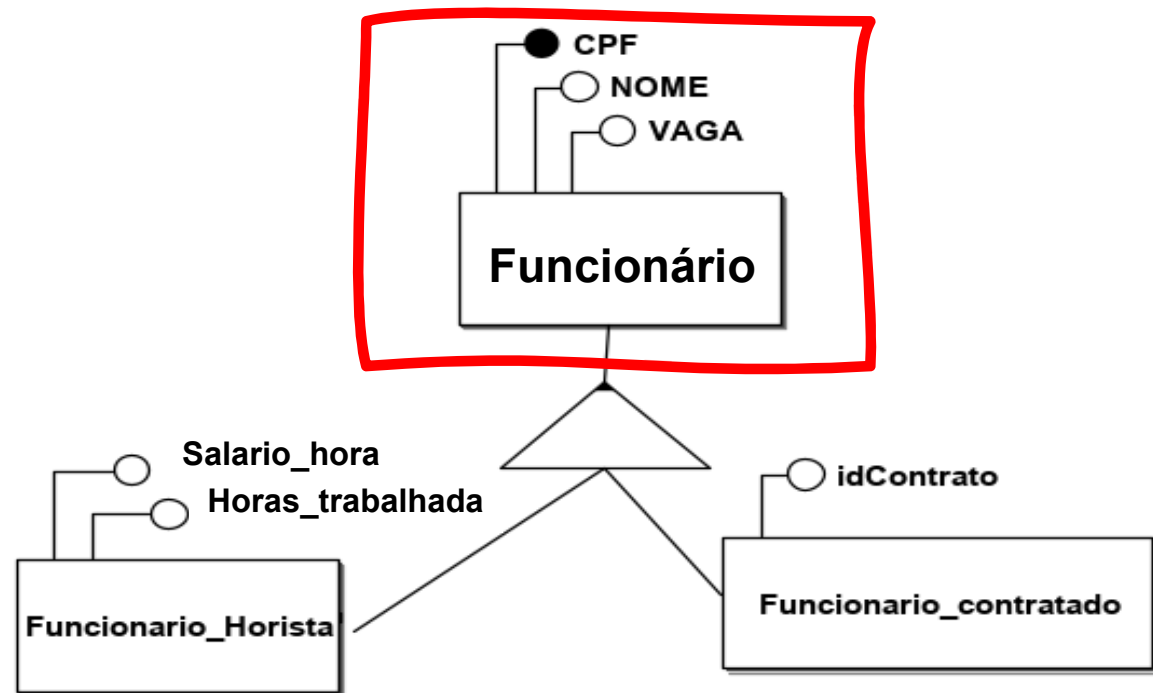 CPF
NOME
VAGA
Funcionário
Salario_hora
Horas_trabalhada
idContrato
Funcionario_Horista
Funcionario_contratado